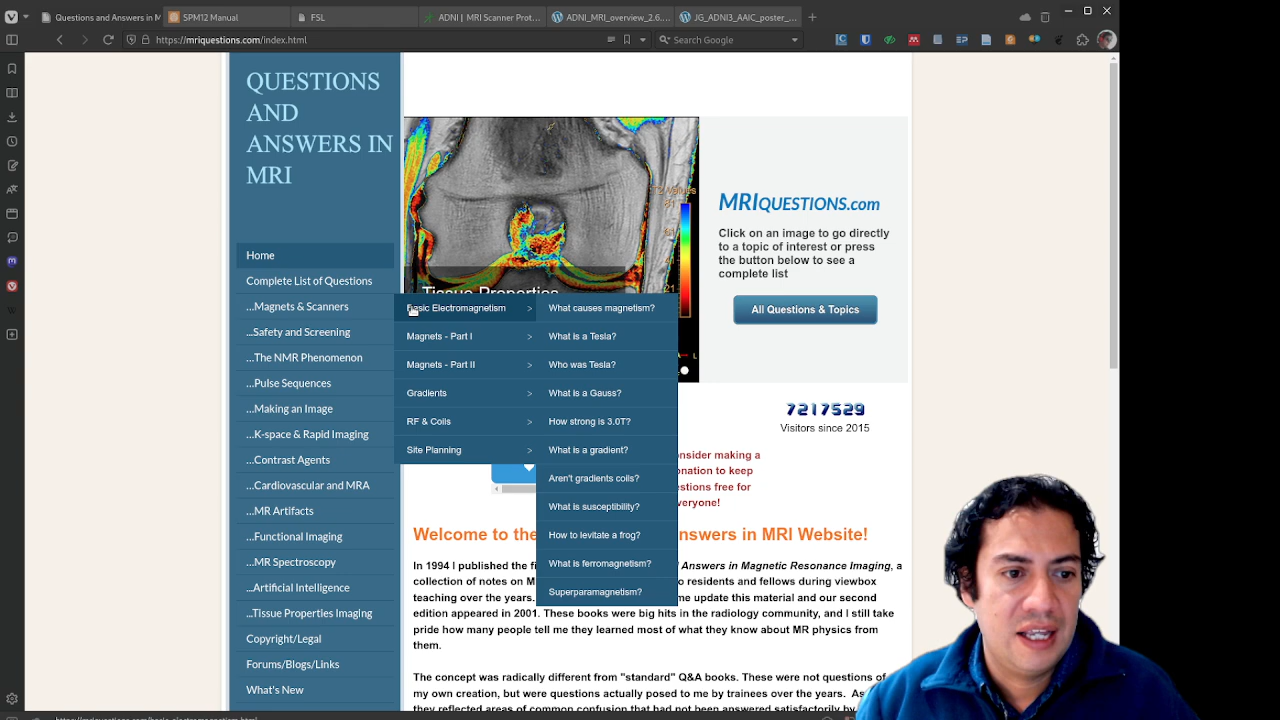 Questions and Answers in M
SPM12 Manual
FSL
ADNI | MRI Scanner Prot...
ADNI_MRI_overview_2.6....
JG_ADNI3_AAIC_poster_...
https://mriquestions.com/index.html
Search Google
QUESTIONS
AND
ANSWERS IN
MRI
Home
Complete List of Questions
...Magnets & Scanners
...Safety and Screening
...The NMR Phenomenon
...Pulse Sequences
...Making an Image
...K-space & Rapid Imaging
...Contrast Agents
...Cardiovascular and MRA
...MR Artifacts
...Functional Imaging
...MR Spectroscopy
...Artificial Intelligence
...Tissue Properties Imaging
Copyright/Legal
Forums/Blogs/Links
What's New
Basic Electromagnetism >
Magnets - Part I >
Magnets - Part II >
Gradients >
RF & Coils >
Site Planning >
What causes magnetism?
What is a Tesla?
Who was Tesla?
What is a Gauss?
How strong is 3.0T?
What is a gradient?
Aren't gradients coils?
What is susceptibility?
How to levitate a frog?
What is ferromagnetism?
Superparamagnetism?
T2 Values
Tissue Properties
L
MRIQUESTIONS.com
Click on an image to go directly
to a topic of interest or press
the button below to see a
complete list
All Questions & Topics
7217529
Visitors since 2015
making a
to keep
free for
Welcome to the Answers in MRI Website!
In 1994 I published the Answers in Magnetic Resonance Imaging, a
collection of notes on to residents and fellows during viewbox
teaching over the years. me update this material and our second
edition appeared in 2001. These books were big hits in the radiology community, and I still take
pride how many people tell me they learned most of what they know about MR physics from
them.
The concept was radically different from "standard" Q&A books. These were not questions of
my own creation, but were questions actually posed to me by trainees over the years. As
they reflected areas of common confusion that had not been answered satisfactorily by
https://mriquestions.com/basic-electromagnetism.html